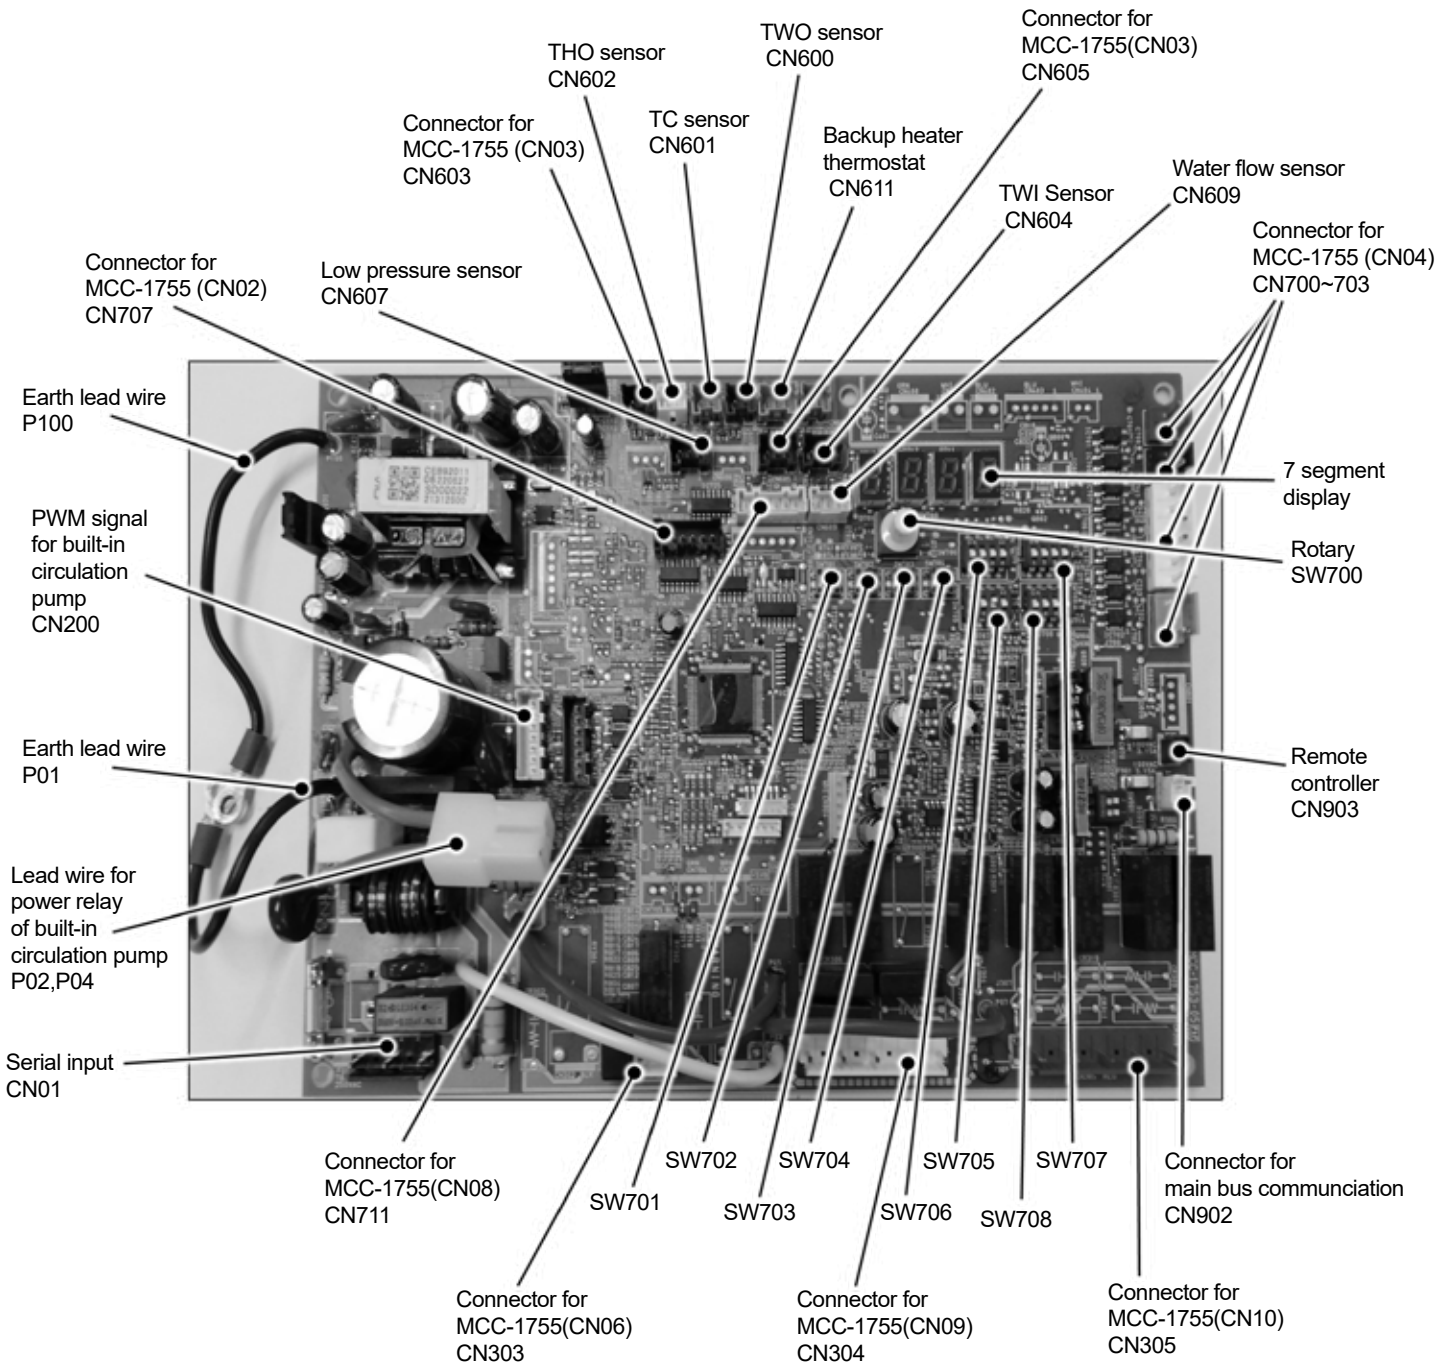 Connector for
MCC-1755(CN03)
CN605
TWO sensor
CN600
THO sensor
CN602
TC sensor
CN601
Connector for
MCC-1755 (CN03)
CN603
Backup heater
thermostat
CN611
Water flow sensor
CN609
TWI Sensor
CN604
Connector for
MCC-1755 (CN04)
CN700~703
Connector for
MCC-1755 (CN02)
CN707
Low pressure sensor
CN607
Earth lead wire
P100
7 segment
display
PWM signal
for built-in
circulation
pump
CN200
Rotary
SW700
Earth lead wire
P01
Remote
controller
CN903
Lead wire for
power relay
of built-in
circulation pump
P02,P04
Serial input
CN01
Connector for
MCC-1755(CN08)
CN711
SW701
SW702
SW703
SW704
SW706
SW705
SW708
SW707
Connector for
main bus communciation
CN902
Connector for
MCC-1755(CN06)
CN303
Connector for
MCC-1755(CN09)
CN304
Connector for
MCC-1755(CN10)
CN305